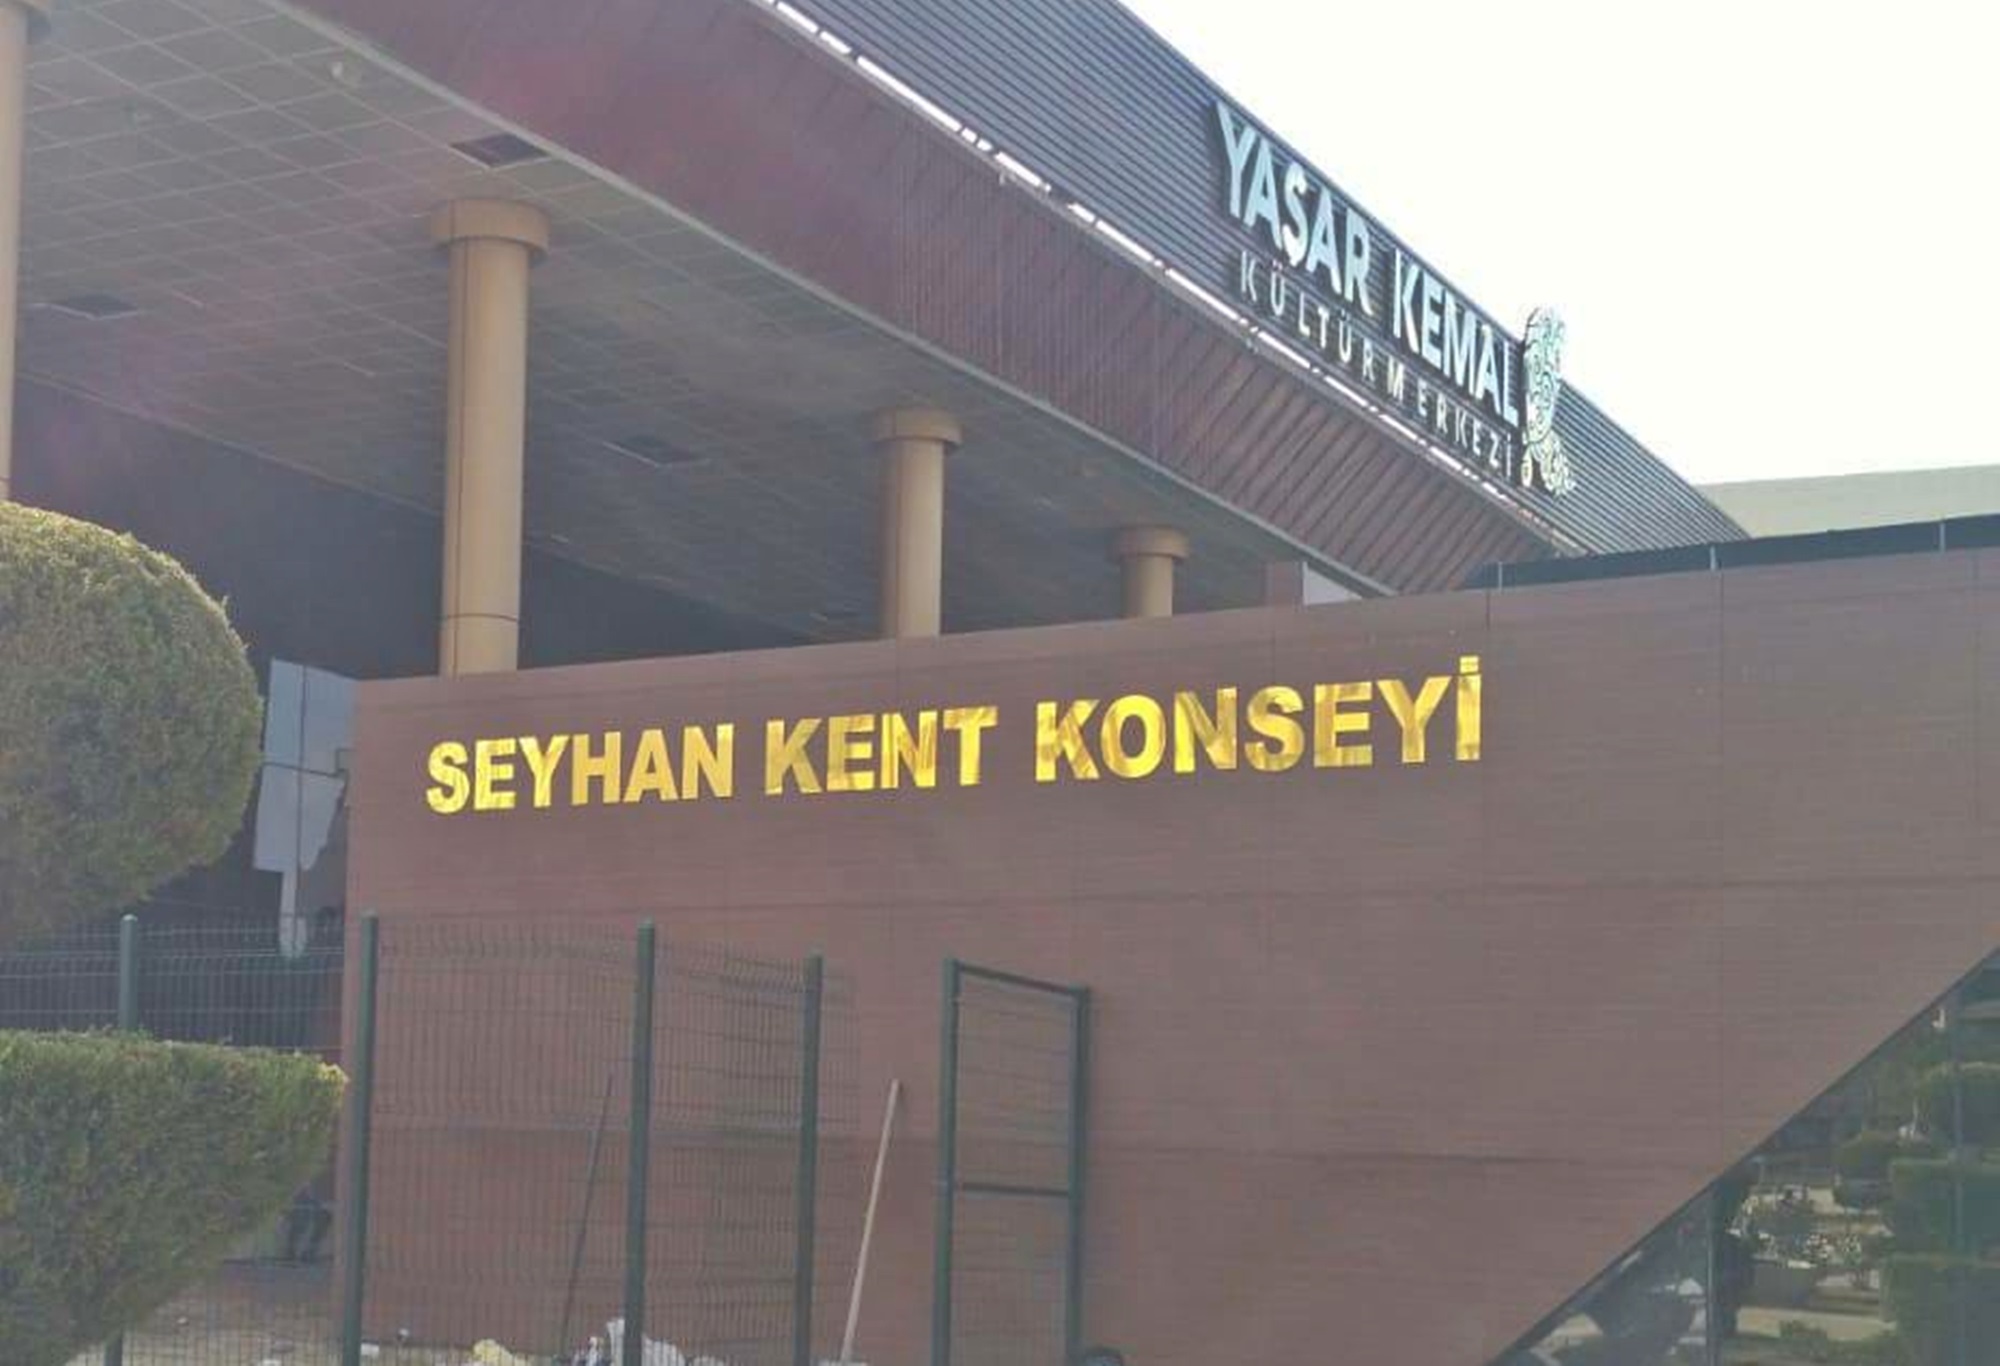 YAŞAR KEMAL
KÜLTÜR MERKEZİ
SEYHAN KENT KONSEYİ